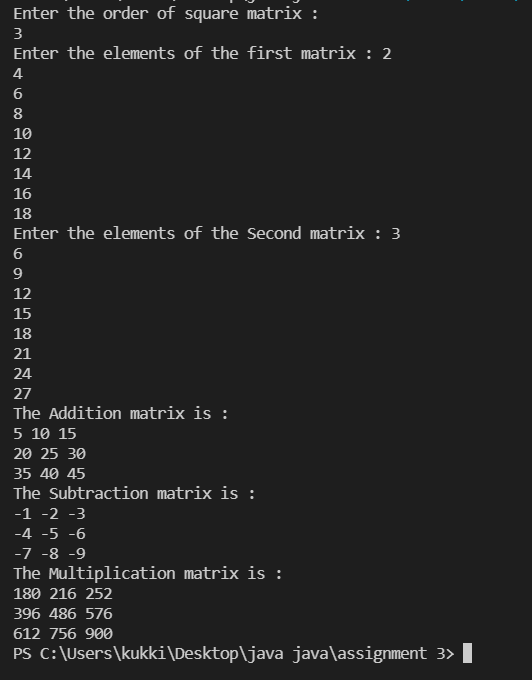 Enter the order of square matrix :
3
Enter the elements of the first matrix : 2
4
6
8
10
12
14
16
18
Enter the elements of the Second matrix : 3
6
9
12
15
18
21
24
27
The Addition matrix is :
5 10 15
20 25 30
35 40 45
The Subtraction matrix is :
-1 -2 -3
-4 -5 -6
-7 -8 -9
The Multiplication matrix is :
180 216 252
396 486 576
612 756 900
PS C:\Users\kukki\Desktop\java java\assignment 3>